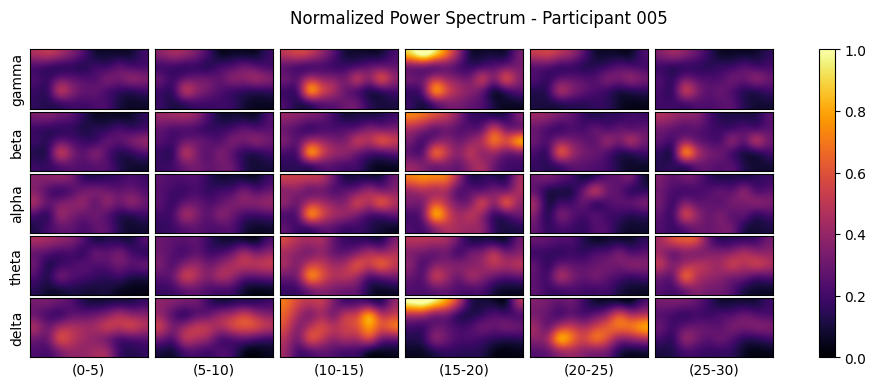 Normalized Power Spectrum - Participant 005
gamma
beta
alpha
theta
delta
(0-5) (5-10) (10-15) (15-20) (20-25) (25-30)
1.0
0.8
0.6
0.4
0.2
0.0